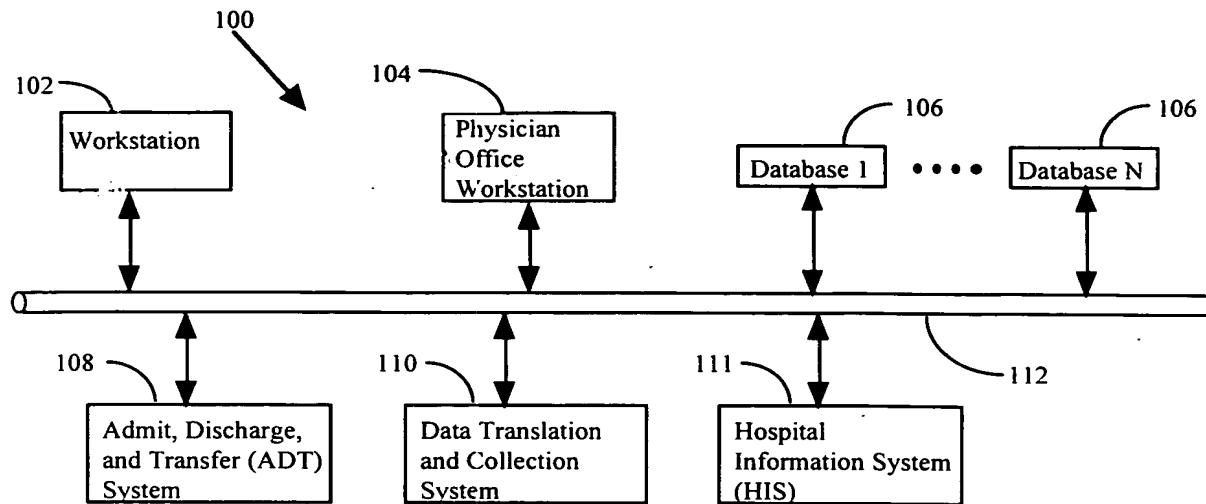 100
102
104
106
106
Workstation
Physician
Office
Workstation
Database 1
Database N
108
110
111
112
Admit, Discharge,
and Transfer (ADT)
System
Data Translation
and Collection
System
Hospital
Information System
(HIS)